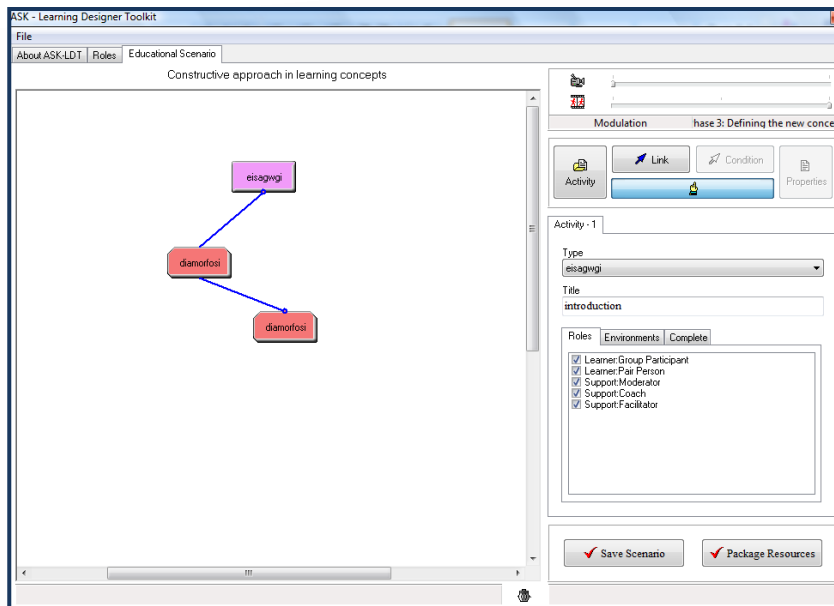 ASK - Learning Designer Toolkit
File
About ASK-LDT Roles Educational Scenario
Constructive approach in learning concepts
Modulation hase 3: Defining the new conce
eisagwgi
diamorfosi
diamorfosi
Activity
Link
Condition
Properties
Activity - 1
Type
eisagwgi
Title
introduction
Roles Environments Complete
Learner:Group Participant
Learner:Pair Person
Support:Moderator
Support:Coach
Support:Facilitator
Save Scenario Package Resources